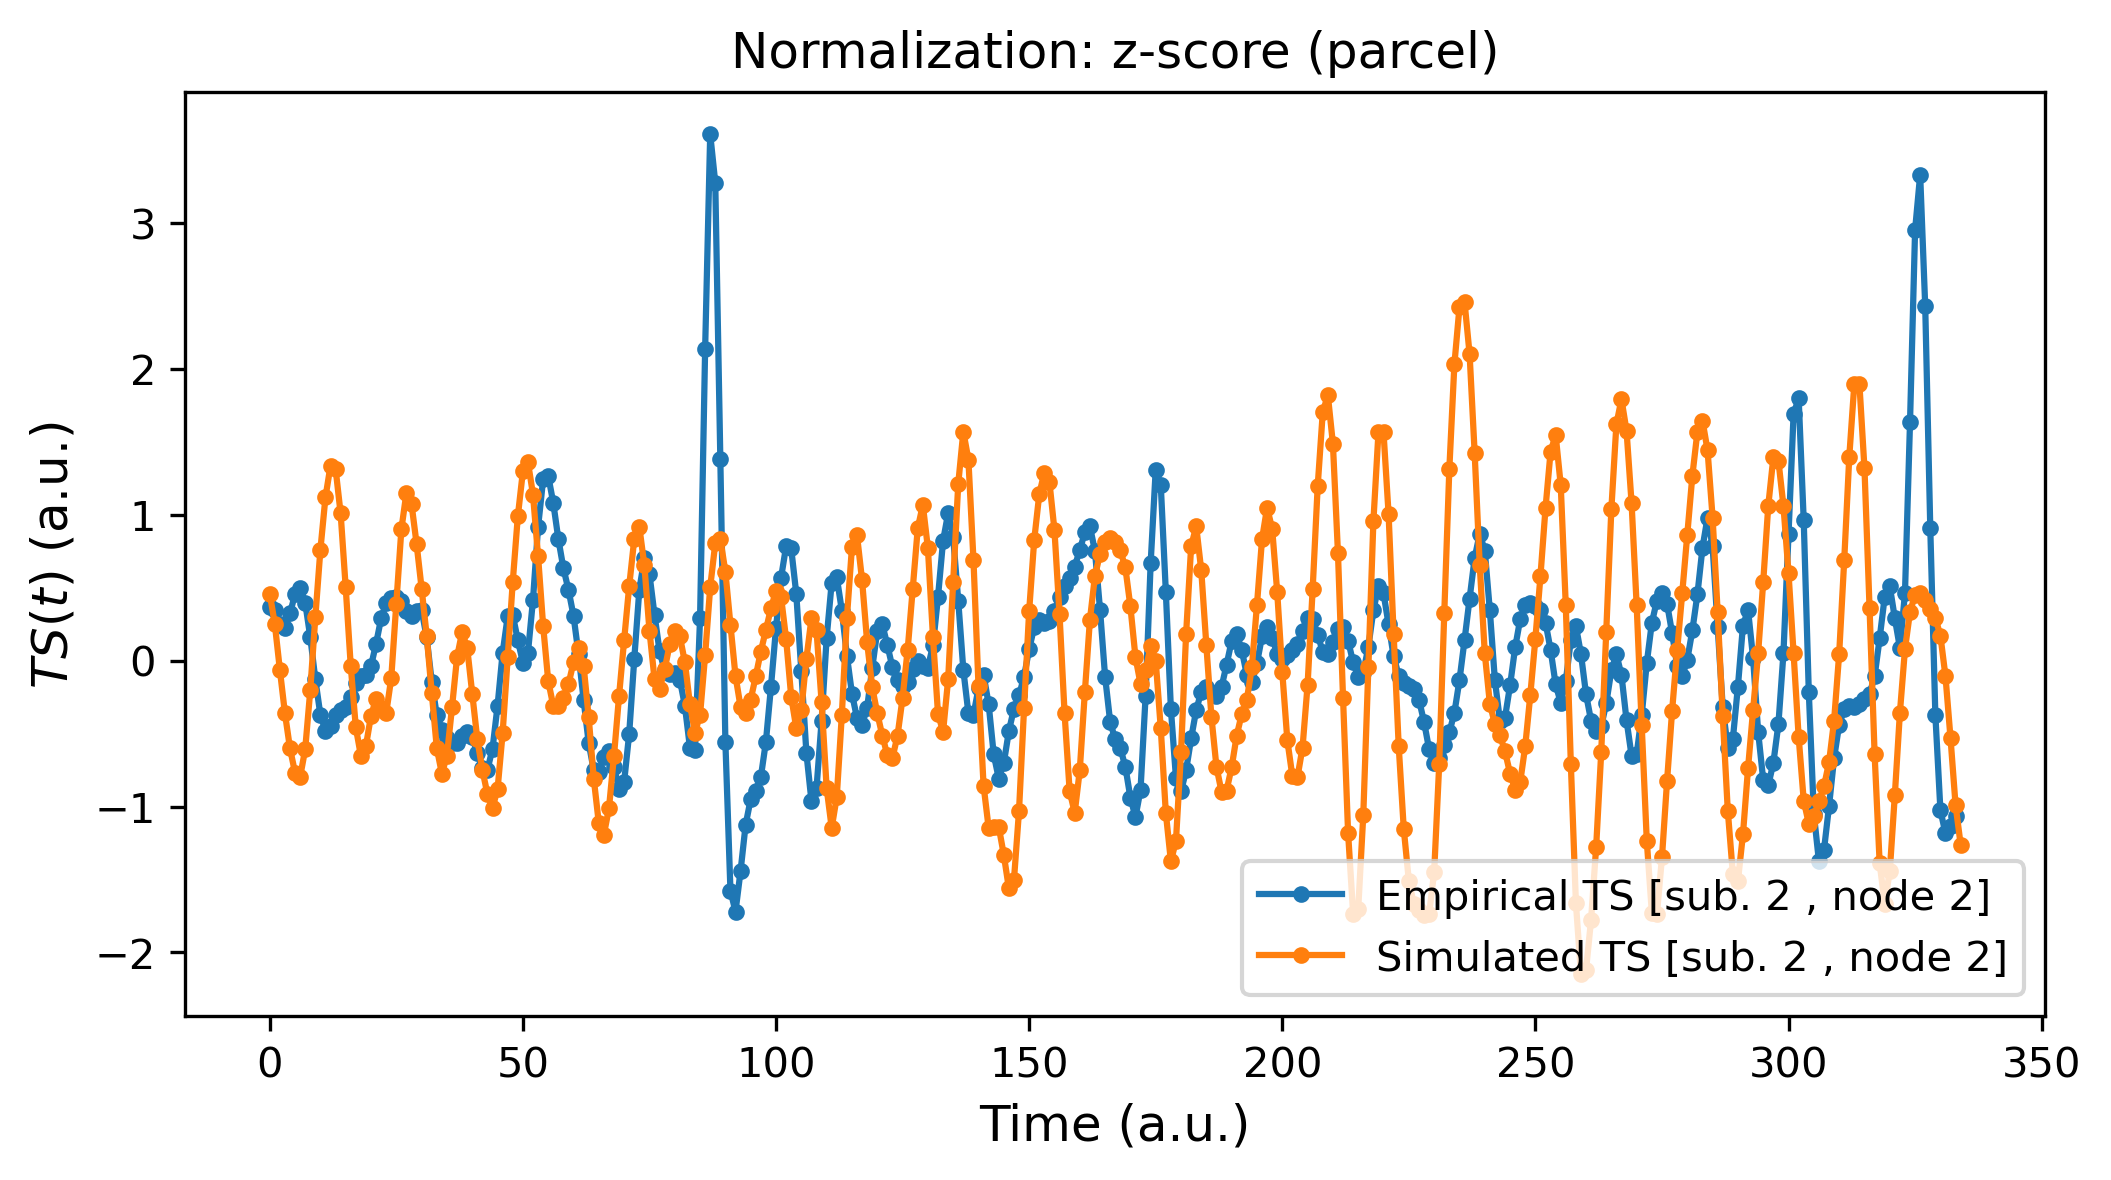 Normalization: z-score (parcel)
TS(t) (a.u.)
3
2
1
0
−1
−2
Empirical TS [sub. 2 , node 2]
Simulated TS [sub. 2 , node 2]
0 50 100 150 200 250 300 350
Time (a.u.)